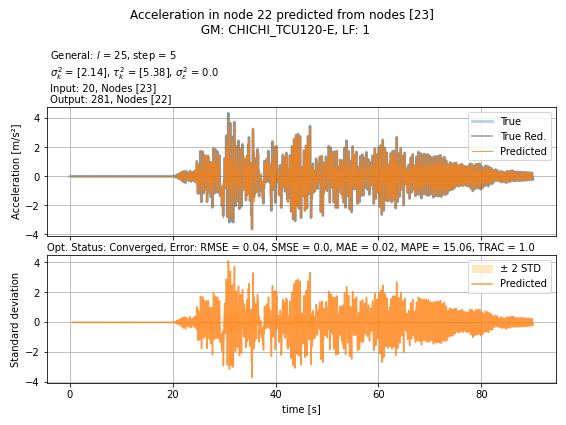 Acceleration in node 22 predicted from nodes [23]
GM: CHICHI_TCU120-E, LF: 1
General: l = 25, step = 5
σ²ₖ = [2.14], τ²ₖ = [5.38], σ²ε = 0.0
Input: 20, Nodes [23]
Output: 281, Nodes [22]
4
2
0
−2
−4
Acceleration [m/s²]
True
True Red.
Predicted
Opt. Status: Converged, Error: RMSE = 0.04, SMSE = 0.0, MAE = 0.02, MAPE = 15.06, TRAC = 1.0
4
2
0
−2
−4
Standard deviation
± 2 STD
Predicted
0 20 40 60 80
time [s]